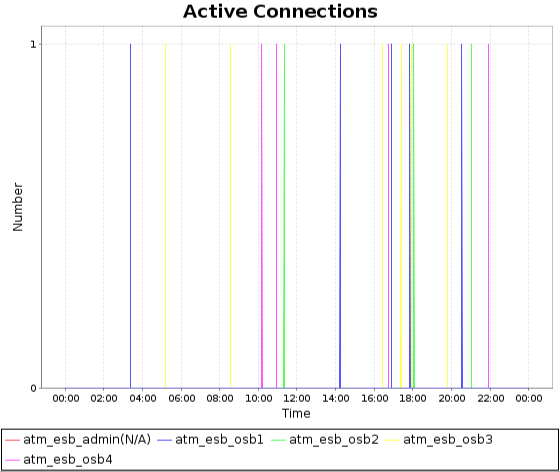 Active Connections
1
Number
0
00:00 02:00 04:00 06:00 08:00 10:00 12:00 14:00 16:00 18:00 20:00 22:00 00:00
Time
atm_esb_admin(N/A) atm_esb_osb1 atm_esb_osb2 atm_esb_osb3
atm_esb_osb4